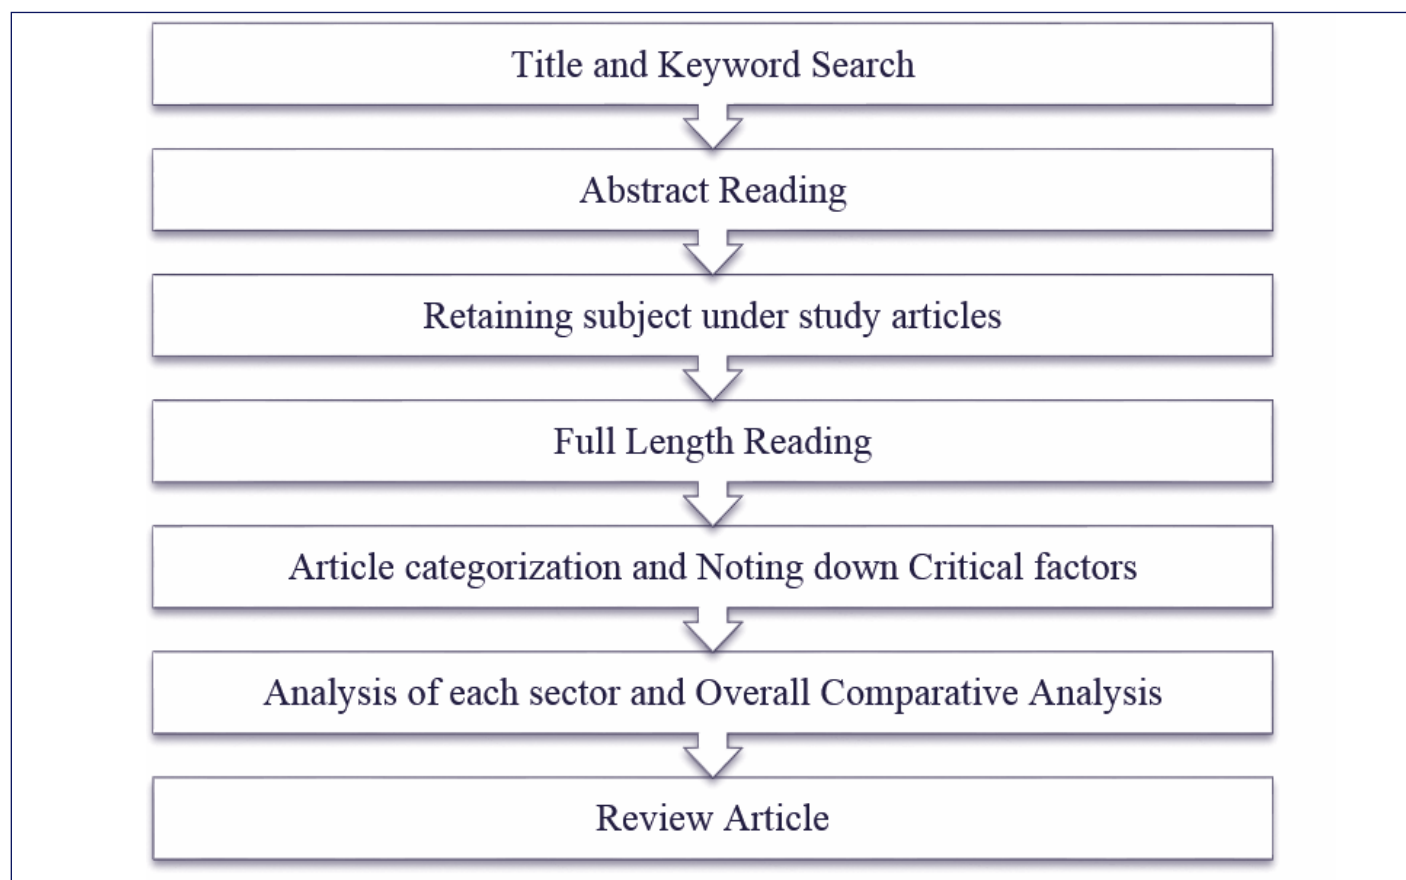 Title and Keyword Search
Abstract Reading
Retaining subject under study articles
Full Length Reading
Article categorization and Noting down Critical factors
Analysis of each sector and Overall Comparative Analysis
Review Article